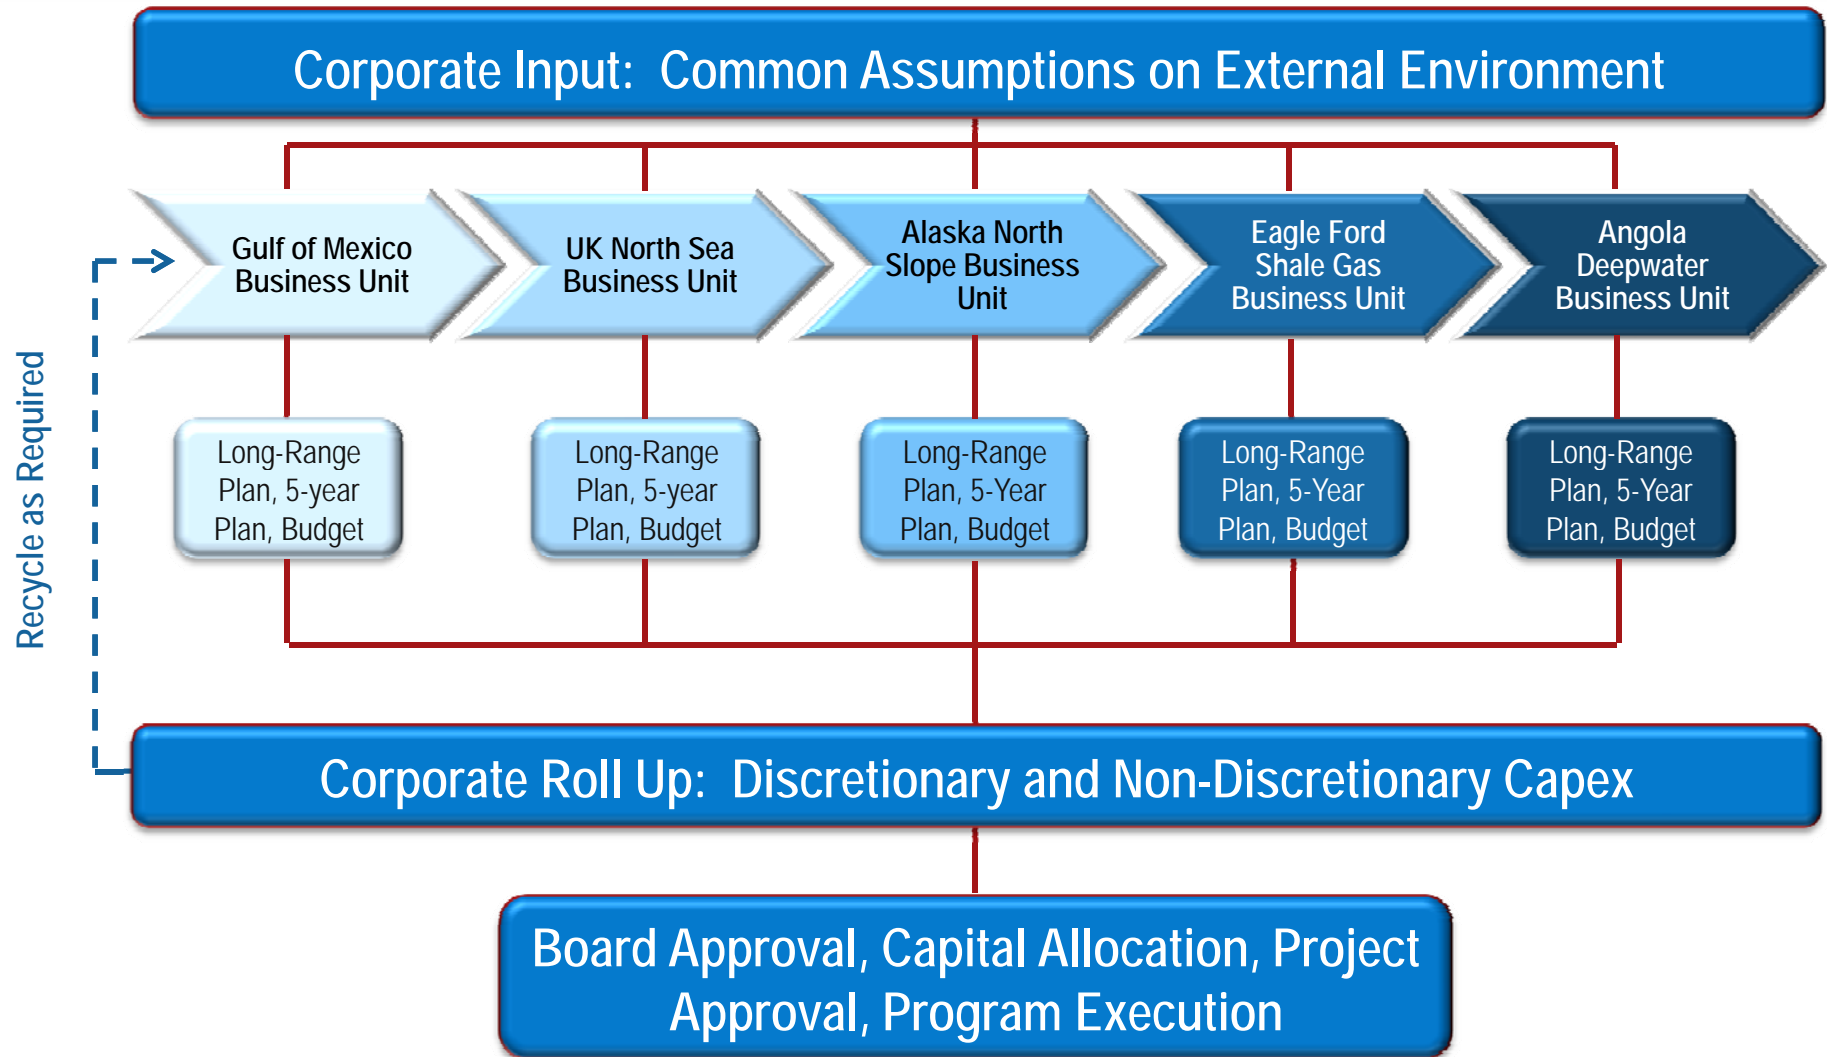 Corporate Input: Common Assumptions on External Environment
Gulf of Mexico
Business Unit
UK North Sea
Business Unit
Alaska North
Slope Business
Unit
Eagle Ford
Shale Gas
Business Unit
Angola
Deepwater
Business Unit
Long-Range
Plan, 5-year
Plan, Budget
Long-Range
Plan, 5-year
Plan, Budget
Long-Range
Plan, 5-Year
Plan, Budget
Long-Range
Plan, 5-Year
Plan, Budget
Long-Range
Plan, 5-Year
Plan, Budget
Recycle as Required
Corporate Roll Up: Discretionary and Non-Discretionary Capex
Board Approval, Capital Allocation, Project
Approval, Program Execution